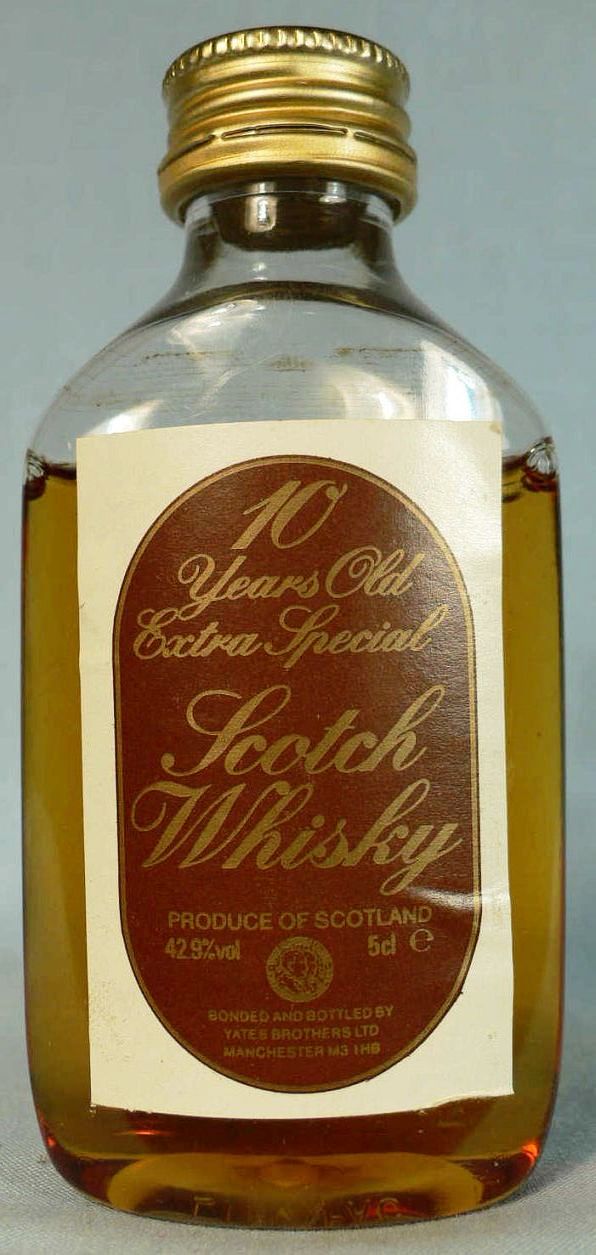 10
Years Old
Extra Special
Scotch
Whisky
PRODUCE OF SCOTLAND
42.9%vol 5cl ℮
BONDED AND BOTTLED BY
YATES BROTHERS LTD
MANCHESTER M3 1HB